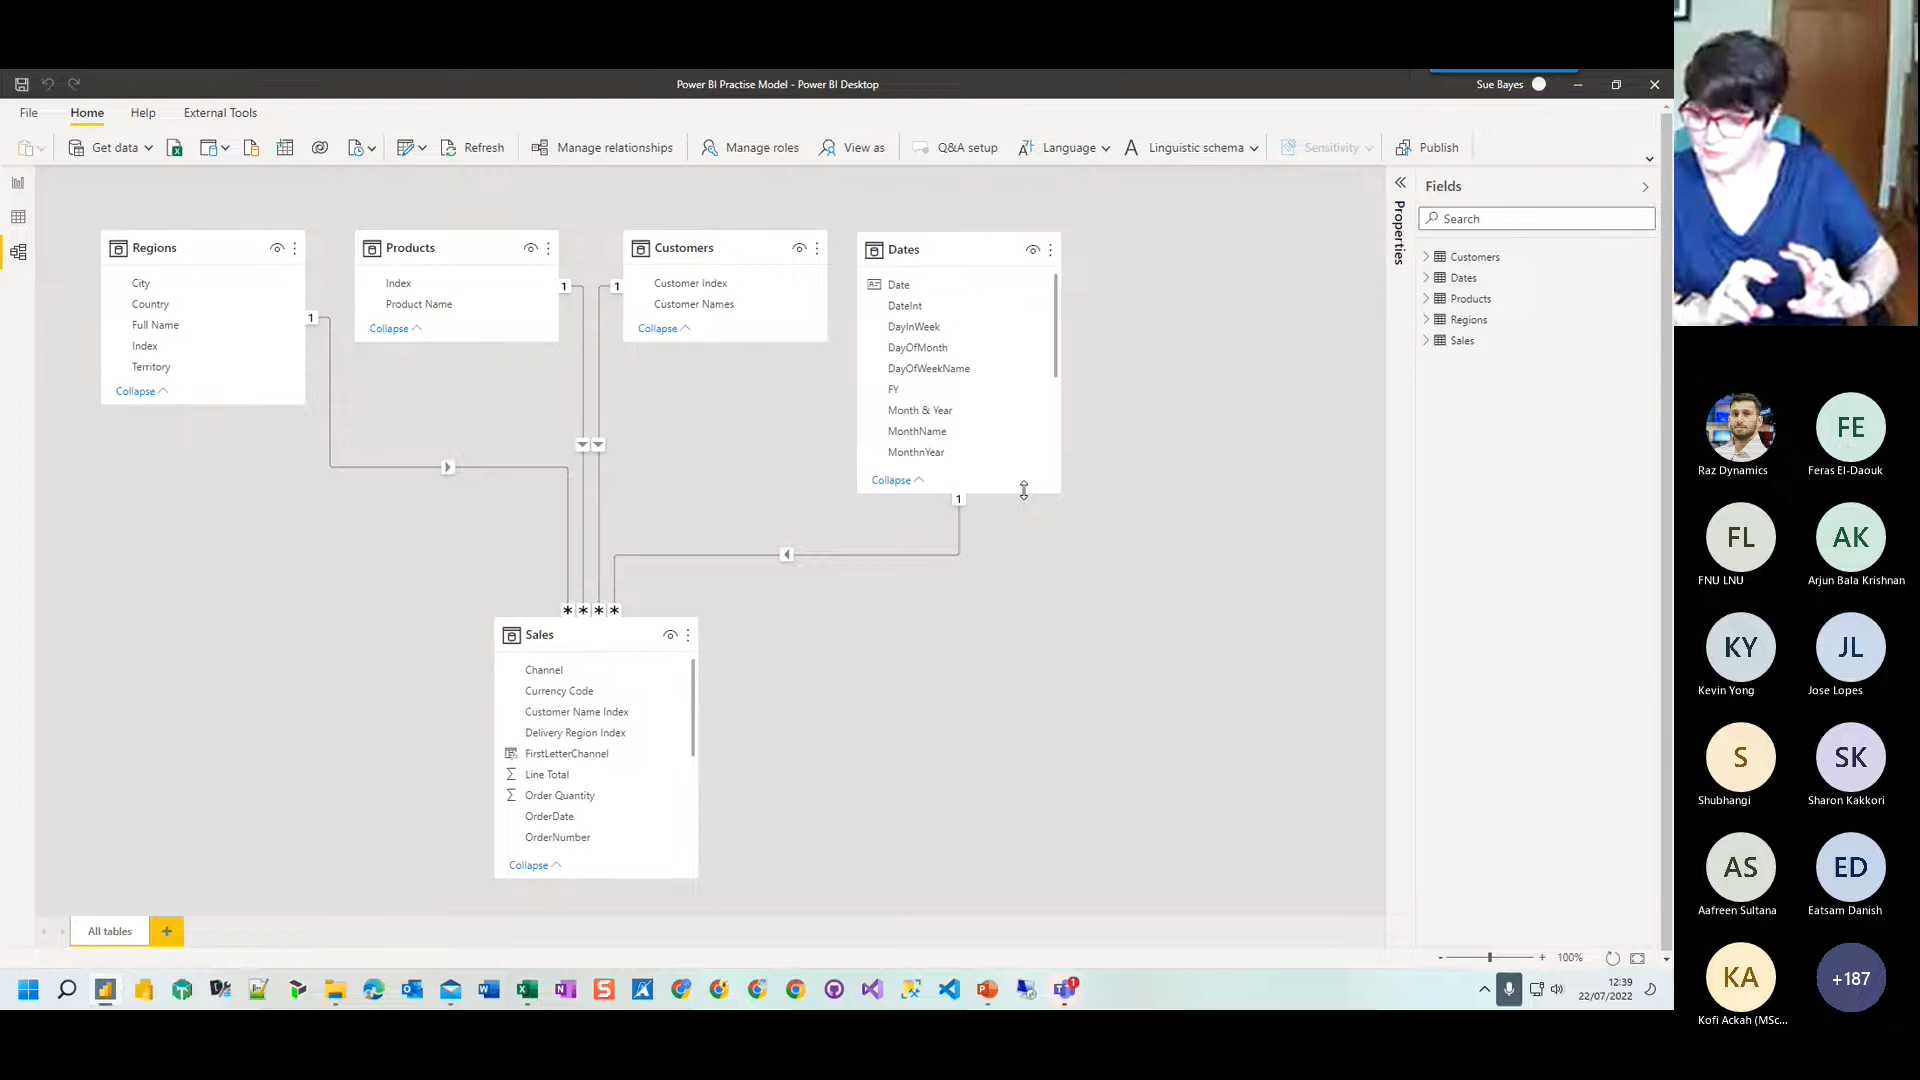 Power BI Practise Model - Power BI Desktop
Sue Bayes
File
Home
Help
External Tools
Get data
Refresh
Manage relationships
Manage roles
View as
Q&A setup
Language
Linguistic schema
Sensitivity
Publish
Regions
City
Country
Full Name
Index
Territory
Collapse
Products
Index
Product Name
Collapse
Customers
Customer Index
Customer Names
Collapse
Dates
Date
DateInt
DayInWeek
DayOfMonth
DayOfWeekName
FY
Month & Year
MonthName
MonthnYear
Collapse
1
1
1
1
* * * *
Sales
Channel
Currency Code
Customer Name Index
Delivery Region Index
FirstLetterChannel
Line Total
Order Quantity
OrderDate
OrderNumber
Collapse
Properties
Fields
Search
Customers
Dates
Products
Regions
Sales
All tables
+
- + 100%
12:39
22/07/2022
1
Raz Dynamics
FE
Feras El-Daouk
FL
FNU LNU
AK
Arjun Bala Krishnan
KY
Kevin Yong
JL
Jose Lopes
S
Shubhangi
SK
Sharon Kakkori
AS
Aafreen Sultana
ED
Eatsam Danish
KA
Kofi Ackah (MSc...
+187